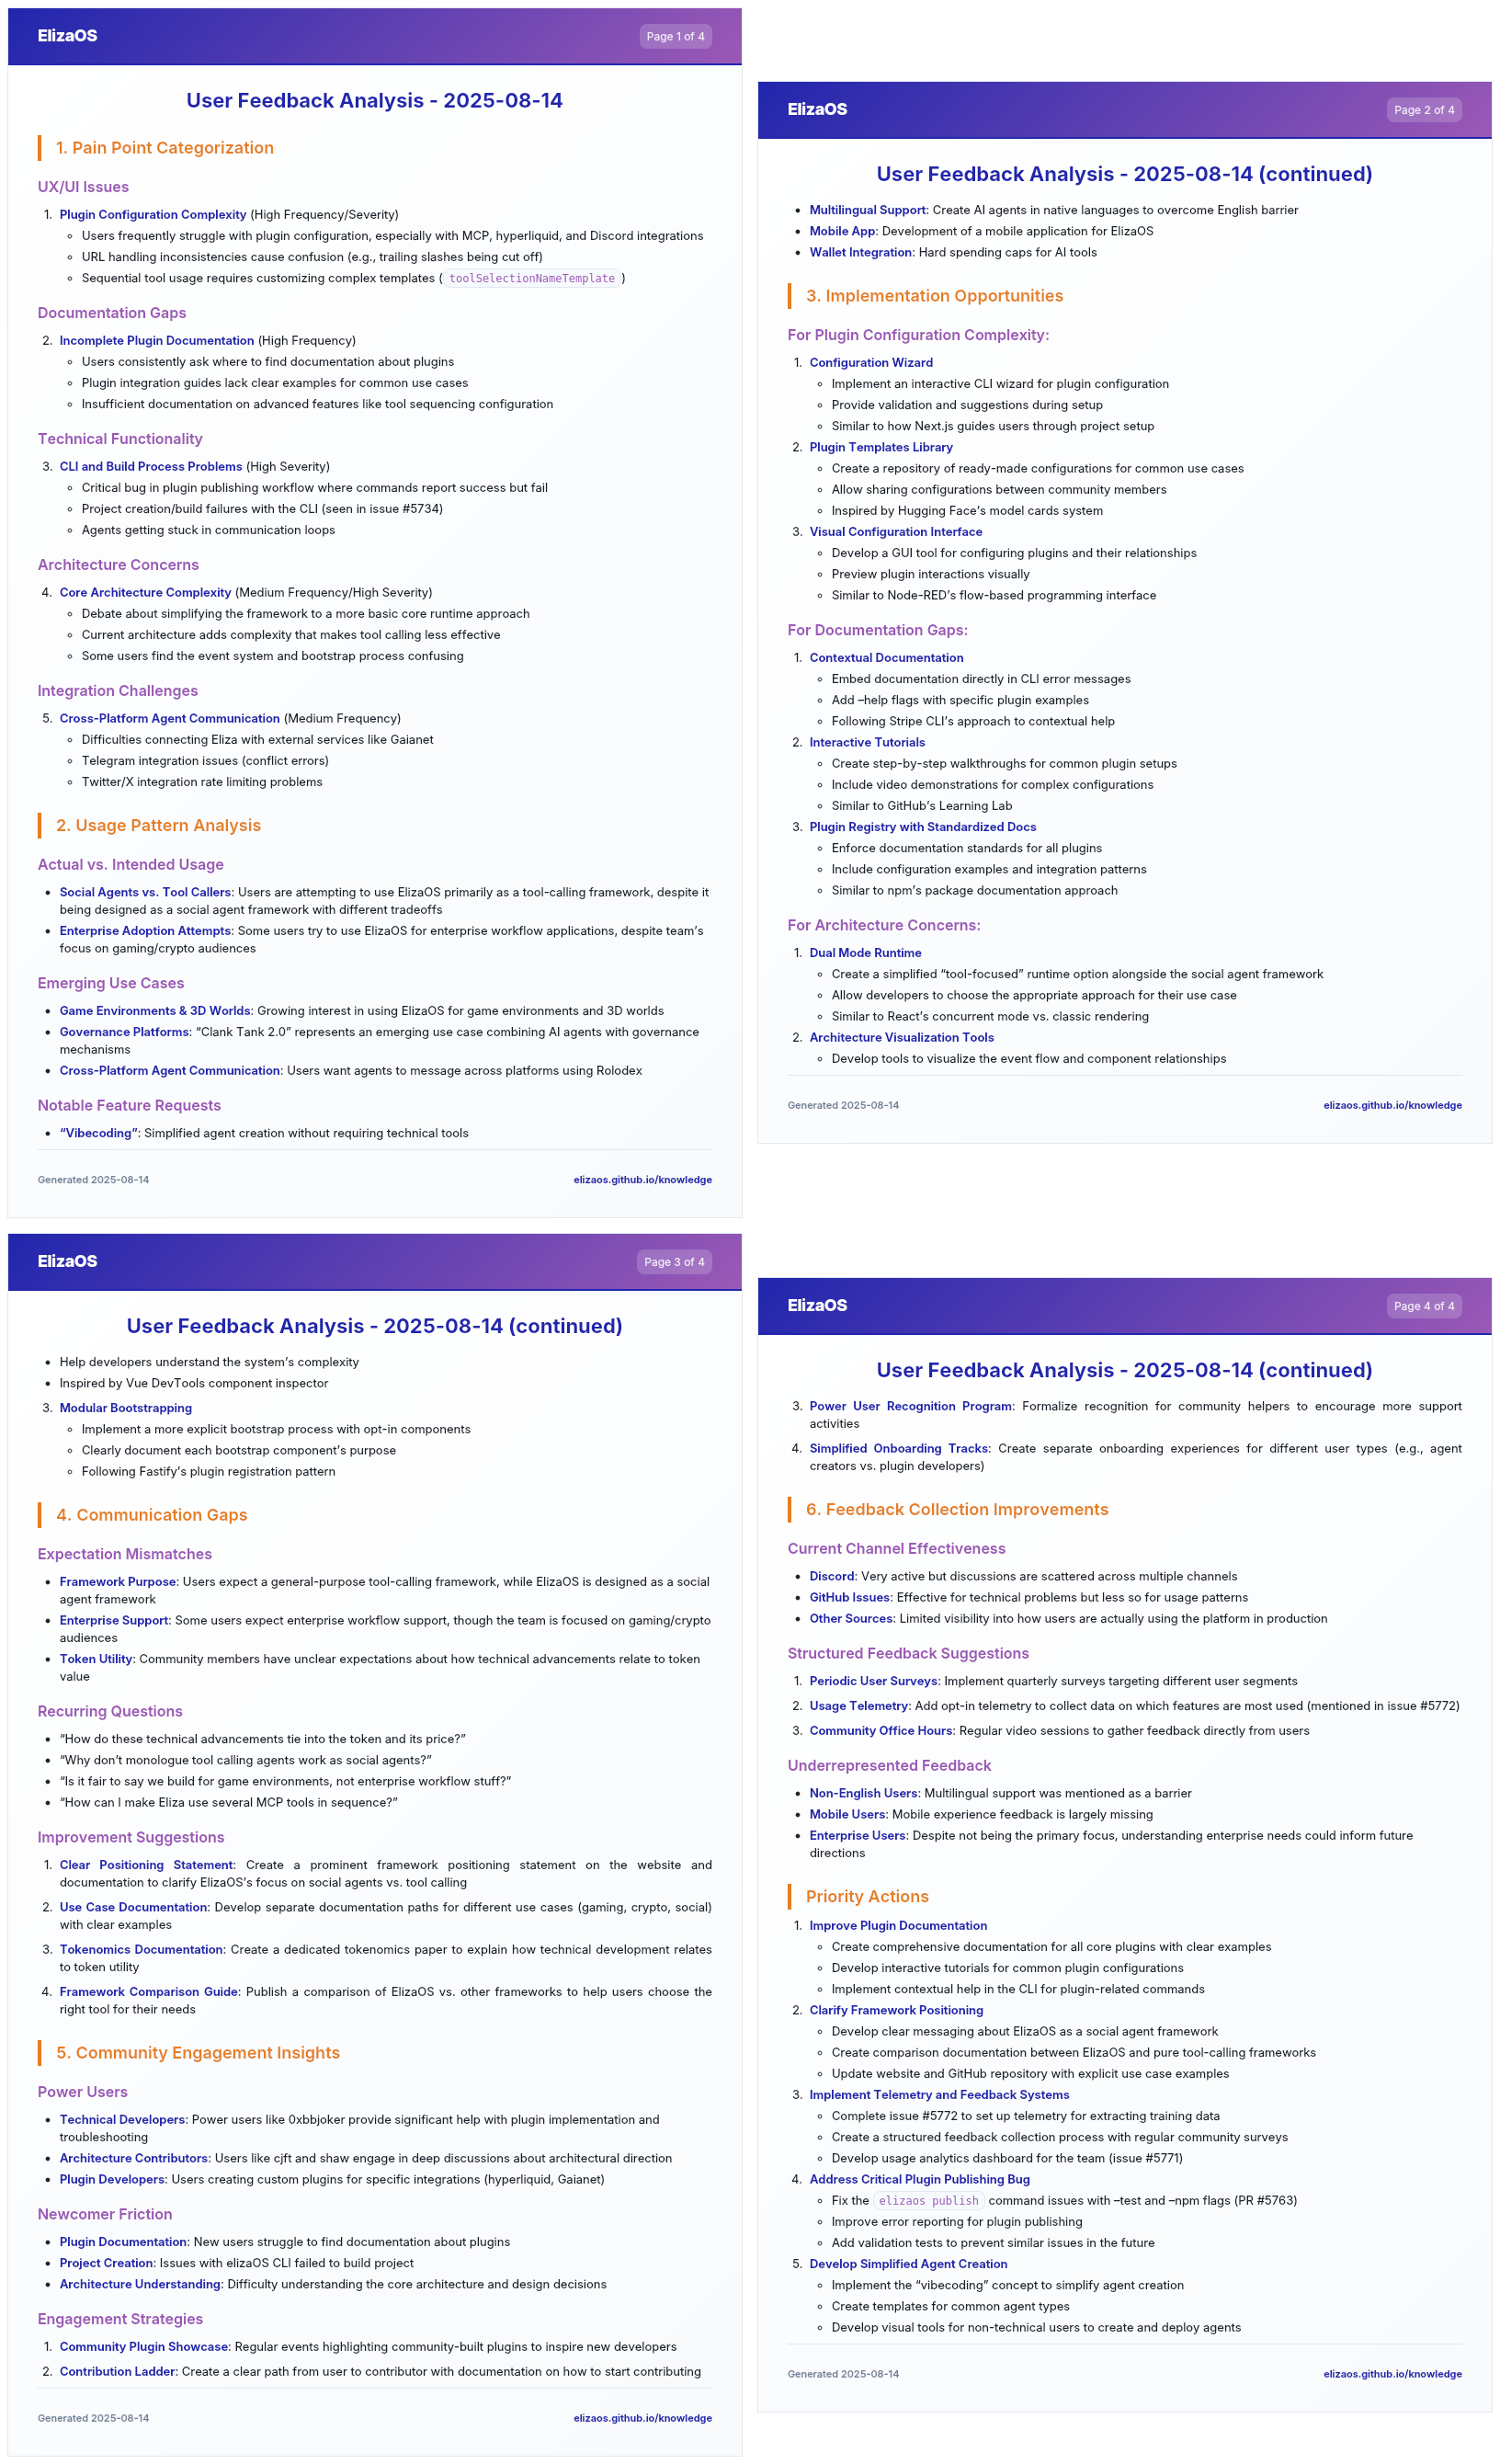 ElizaOS
Page 1 of 4
User Feedback Analysis - 2025-08-14
1. Pain Point Categorization
UX/UI Issues
1. Plugin Configuration Complexity (High Frequency/Severity)
Users frequently struggle with plugin configuration, especially with MCP, hyperliquid, and Discord integrations
URL handling inconsistencies cause confusion (e.g., trailing slashes being cut off)
Sequential tool usage requires customizing complex templates (toolSelectionNameTemplate)
Documentation Gaps
2. Incomplete Plugin Documentation (High Frequency)
Users consistently ask where to find documentation about plugins
Plugin integration guides lack clear examples for common use cases
Insufficient documentation on advanced features like tool sequencing configuration
Technical Functionality
3. CLI and Build Process Problems (High Severity)
Critical bug in plugin publishing workflow where commands report success but fail
Project creation/build failures with the CLI (seen in issue #5734)
Agents getting stuck in communication loops
Architecture Concerns
4. Core Architecture Complexity (Medium Frequency/High Severity)
Debate about simplifying the framework to a more basic core runtime approach
Current architecture adds complexity that makes tool calling less effective
Some users find the event system and bootstrap process confusing
Integration Challenges
5. Cross-Platform Agent Communication (Medium Frequency)
Difficulties connecting Eliza with external services like Gaianet
Telegram integration issues (conflict errors)
Twitter/X integration rate limiting problems
2. Usage Pattern Analysis
Actual vs. Intended Usage
Social Agents vs. Tool Callers: Users are attempting to use ElizaOS primarily as a tool-calling framework, despite it
being designed as a social agent framework with different tradeoffs
Enterprise Adoption Attempts: Some users try to use ElizaOS for enterprise workflow applications, despite team's
focus on gaming/crypto audiences
Emerging Use Cases
Game Environments & 3D Worlds: Growing interest in using ElizaOS for game environments and 3D worlds
Governance Platforms: “Clank Tank 2.0” represents an emerging use case combining AI agents with governance
mechanisms
Cross-Platform Agent Communication: Users want agents to message across platforms using Rolodex
Notable Feature Requests
“Vibecoding”: Simplified agent creation without requiring technical tools
Generated 2025-08-14
elizaos.github.io/knowledge
ElizaOS
Page 2 of 4
User Feedback Analysis - 2025-08-14 (continued)
Multilingual Support: Create AI agents in native languages to overcome English barrier
Mobile App: Development of a mobile application for ElizaOS
Wallet Integration: Hard spending caps for AI tools
3. Implementation Opportunities
For Plugin Configuration Complexity:
1. Configuration Wizard
Implement an interactive CLI wizard for plugin configuration
Provide validation and suggestions during setup
Similar to how Next.js guides users through project setup
2. Plugin Templates Library
Create a repository of ready-made configurations for common use cases
Allow sharing configurations between community members
Inspired by Hugging Face's model cards system
3. Visual Configuration Interface
Develop a GUI tool for configuring plugins and their relationships
Preview plugin interactions visually
Similar to Node-RED's flow-based programming interface
For Documentation Gaps:
1. Contextual Documentation
Embed documentation directly in CLI error messages
Add –help flags with specific plugin examples
Following Stripe CLI's approach to contextual help
2. Interactive Tutorials
Create step-by-step walkthroughs for common plugin setups
Include video demonstrations for complex configurations
Similar to GitHub's Learning Lab
3. Plugin Registry with Standardized Docs
Enforce documentation standards for all plugins
Include configuration examples and integration patterns
Similar to npm's package documentation approach
For Architecture Concerns:
1. Dual Mode Runtime
Create a simplified “tool-focused” runtime option alongside the social agent framework
Allow developers to choose the appropriate approach for their use case
Similar to React's concurrent mode vs. classic rendering
2. Architecture Visualization Tools
Develop tools to visualize the event flow and component relationships
Generated 2025-08-14
elizaos.github.io/knowledge
ElizaOS
Page 3 of 4
User Feedback Analysis - 2025-08-14 (continued)
Help developers understand the system's complexity
Inspired by Vue DevTools component inspector
3. Modular Bootstrapping
Implement a more explicit bootstrap process with opt-in components
Clearly document each bootstrap component's purpose
Following Fastify's plugin registration pattern
4. Communication Gaps
Expectation Mismatches
Framework Purpose: Users expect a general-purpose tool-calling framework, while ElizaOS is designed as a social
agent framework
Enterprise Support: Some users expect enterprise workflow support, though the team is focused on gaming/crypto
audiences
Token Utility: Community members have unclear expectations about how technical advancements relate to token
value
Recurring Questions
“How do these technical advancements tie into the token and its price?”
“Why don't monologue tool calling agents work as social agents?”
“Is it fair to say we build for game environments, not enterprise workflow stuff?”
“How can I make Eliza use several MCP tools in sequence?”
Improvement Suggestions
1. Clear Positioning Statement: Create a prominent framework positioning statement on the website and
documentation to clarify ElizaOS's focus on social agents vs. tool calling
2. Use Case Documentation: Develop separate documentation paths for different use cases (gaming, crypto, social)
with clear examples
3. Tokenomics Documentation: Create a dedicated tokenomics paper to explain how technical development relates
to token utility
4. Framework Comparison Guide: Publish a comparison of ElizaOS vs. other frameworks to help users choose the
right tool for their needs
5. Community Engagement Insights
Power Users
Technical Developers: Power users like 0xbbjoker provide significant help with plugin implementation and
troubleshooting
Architecture Contributors: Users like cjft and shaw engage in deep discussions about architectural direction
Plugin Developers: Users creating custom plugins for specific integrations (hyperliquid, Gaianet)
Newcomer Friction
Plugin Documentation: New users struggle to find documentation about plugins
Project Creation: Issues with elizaOS CLI failed to build project
Architecture Understanding: Difficulty understanding the core architecture and design decisions
Engagement Strategies
1. Community Plugin Showcase: Regular events highlighting community-built plugins to inspire new developers
2. Contribution Ladder: Create a clear path from user to contributor with documentation on how to start contributing
Generated 2025-08-14
elizaos.github.io/knowledge
ElizaOS
Page 4 of 4
User Feedback Analysis - 2025-08-14 (continued)
3. Power User Recognition Program: Formalize recognition for community helpers to encourage more support
activities
4. Simplified Onboarding Tracks: Create separate onboarding experiences for different user types (e.g., agent
creators vs. plugin developers)
6. Feedback Collection Improvements
Current Channel Effectiveness
Discord: Very active but discussions are scattered across multiple channels
GitHub Issues: Effective for technical problems but less so for usage patterns
Other Sources: Limited visibility into how users are actually using the platform in production
Structured Feedback Suggestions
1. Periodic User Surveys: Implement quarterly surveys targeting different user segments
2. Usage Telemetry: Add opt-in telemetry to collect data on which features are most used (mentioned in issue #5772)
3. Community Office Hours: Regular video sessions to gather feedback directly from users
Underrepresented Feedback
Non-English Users: Multilingual support was mentioned as a barrier
Mobile Users: Mobile experience feedback is largely missing
Enterprise Users: Despite not being the primary focus, understanding enterprise needs could inform future
directions
Priority Actions
1. Improve Plugin Documentation
Create comprehensive documentation for all core plugins with clear examples
Develop interactive tutorials for common plugin configurations
Implement contextual help in the CLI for plugin-related commands
2. Clarify Framework Positioning
Develop clear messaging about ElizaOS as a social agent framework
Create comparison documentation between ElizaOS and pure tool-calling frameworks
Update website and GitHub repository with explicit use case examples
3. Implement Telemetry and Feedback Systems
Complete issue #5772 to set up telemetry for extracting training data
Create a structured feedback collection process with regular community surveys
Develop usage analytics dashboard for the team (issue #5771)
4. Address Critical Plugin Publishing Bug
Fix the elizaos publish command issues with –test and –npm flags (PR #5763)
Improve error reporting for plugin publishing
Add validation tests to prevent similar issues in the future
5. Develop Simplified Agent Creation
Implement the “vibecoding” concept to simplify agent creation
Create templates for common agent types
Develop visual tools for non-technical users to create and deploy agents
Generated 2025-08-14
elizaos.github.io/knowledge